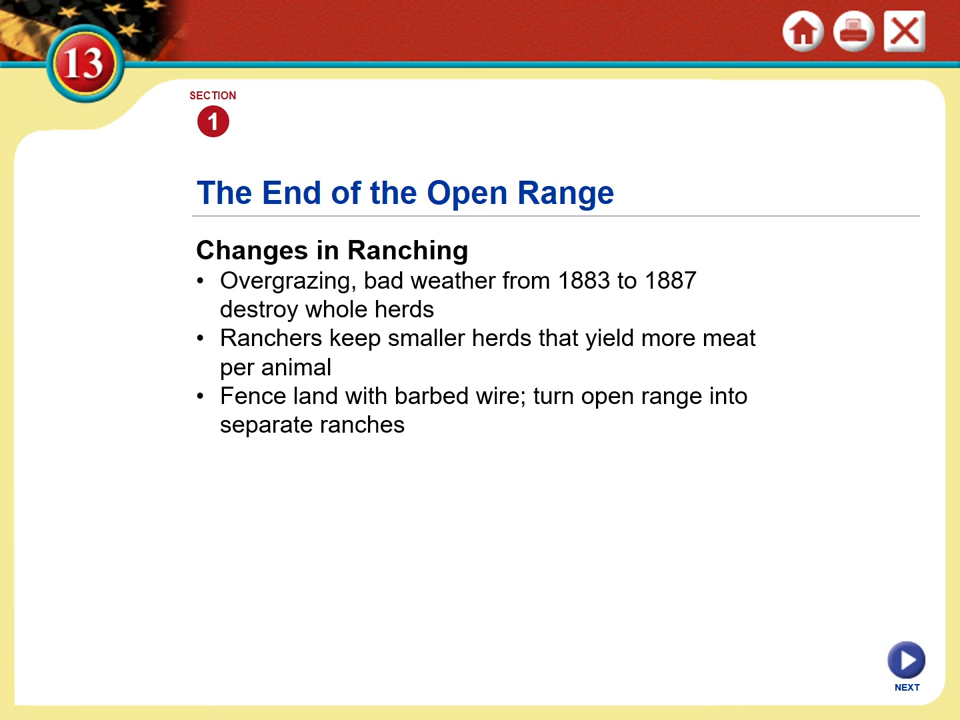 13
SECTION
1
The End of the Open Range
Changes in Ranching
• Overgrazing, bad weather from 1883 to 1887
destroy whole herds
• Ranchers keep smaller herds that yield more meat
per animal
• Fence land with barbed wire; turn open range into
separate ranches
NEXT